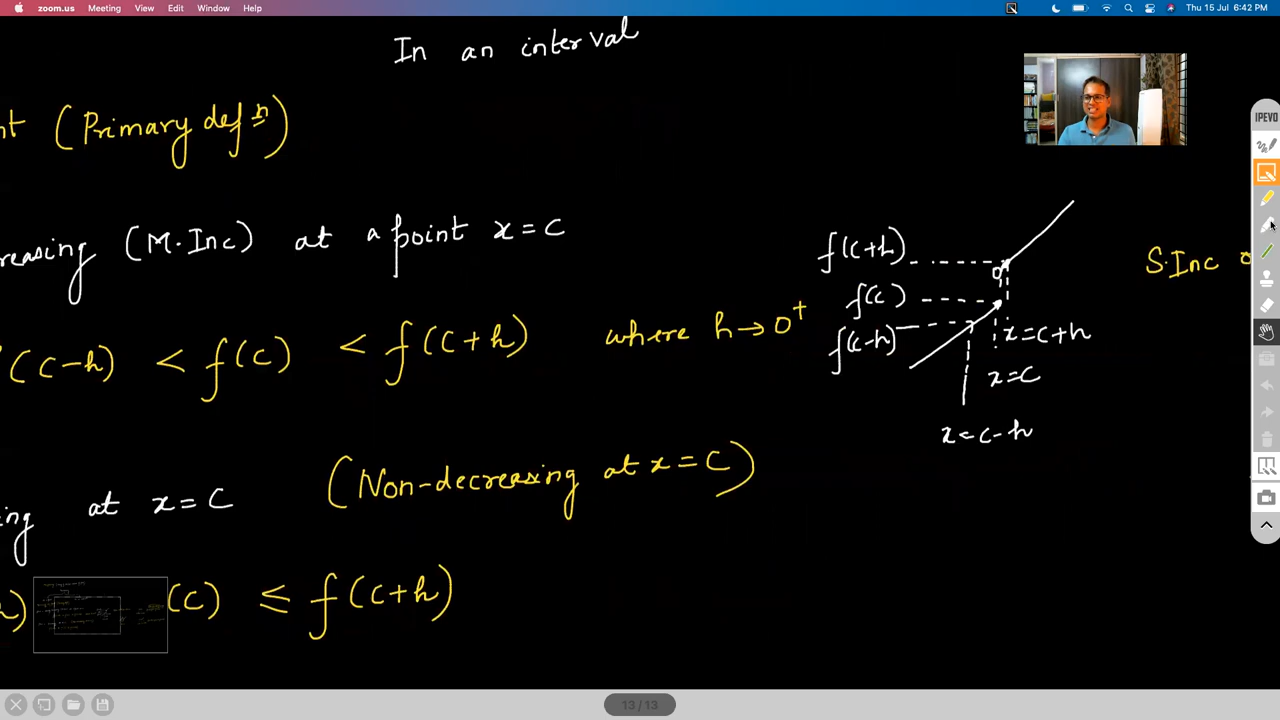 zoom.us Meeting View Edit Window Help Thu 15 Jul 6:42 PM
In an interval
nt (Primary defn)
IPEVO
reasing (M.Inc) at a point x=c
f(c+h)
S.Inc
f(c)
f(c-h)
f(c-h) < f(c) < f(c+h) where h→0⁺
x=c+h
x=c
x=c-h
(Non-decreasing at x=c)
ing at x=c
h) (c) ≤ f(c+h)
13/13